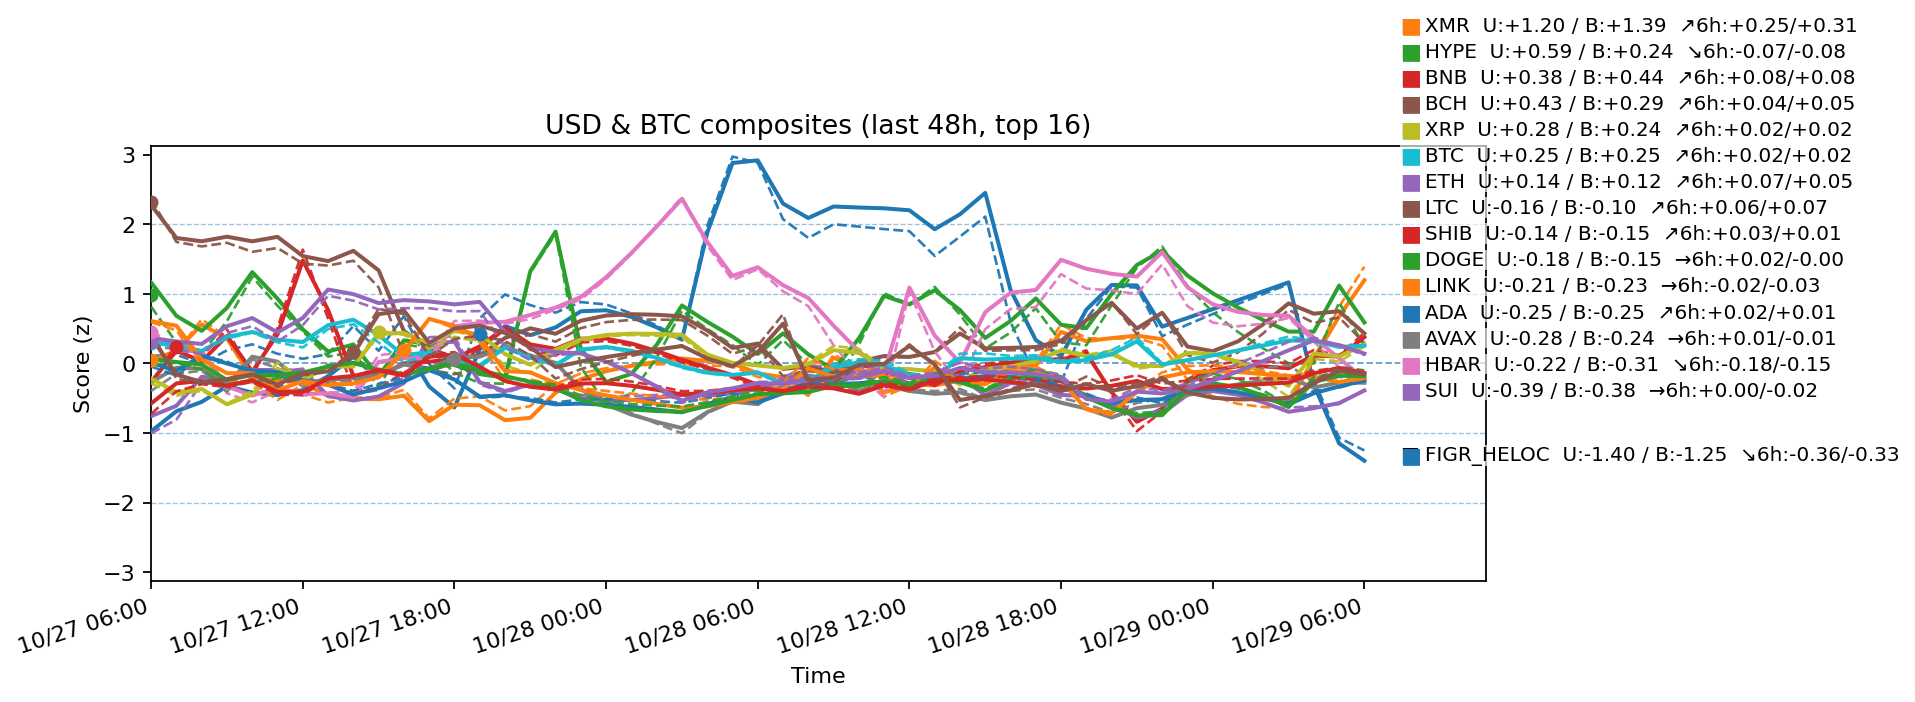 XMR  U:+1.20 / B:+1.39  ↗6h:+0.25/+0.31
HYPE  U:+0.59 / B:+0.24  ↘6h:-0.07/-0.08
BNB  U:+0.38 / B:+0.44  ↗6h:+0.08/+0.08
BCH  U:+0.43 / B:+0.29  ↗6h:+0.04/+0.05
XRP  U:+0.28 / B:+0.24  ↗6h:+0.02/+0.02
BTC  U:+0.25 / B:+0.25  ↗6h:+0.02/+0.02
ETH  U:+0.14 / B:+0.12  ↗6h:+0.07/+0.05
LTC  U:-0.16 / B:-0.10  ↗6h:+0.06/+0.07
SHIB  U:-0.14 / B:-0.15  ↗6h:+0.03/+0.01
DOGE  U:-0.18 / B:-0.15  →6h:+0.02/-0.00
LINK  U:-0.21 / B:-0.23  →6h:-0.02/-0.03
ADA  U:-0.25 / B:-0.25  ↗6h:+0.02/+0.01
AVAX  U:-0.28 / B:-0.24  →6h:+0.01/-0.01
HBAR  U:-0.22 / B:-0.31  ↘6h:-0.18/-0.15
SUI  U:-0.39 / B:-0.38  →6h:+0.00/-0.02
FIGR_HELOC  U:-1.40 / B:-1.25  ↘6h:-0.36/-0.33
USD & BTC composites (last 48h, top 16)
Score (z)
3
2
1
0
−1
−2
−3
10/27 06:00
10/27 12:00
10/27 18:00
10/28 00:00
10/28 06:00
10/28 12:00
10/28 18:00
10/29 00:00
10/29 06:00
Time